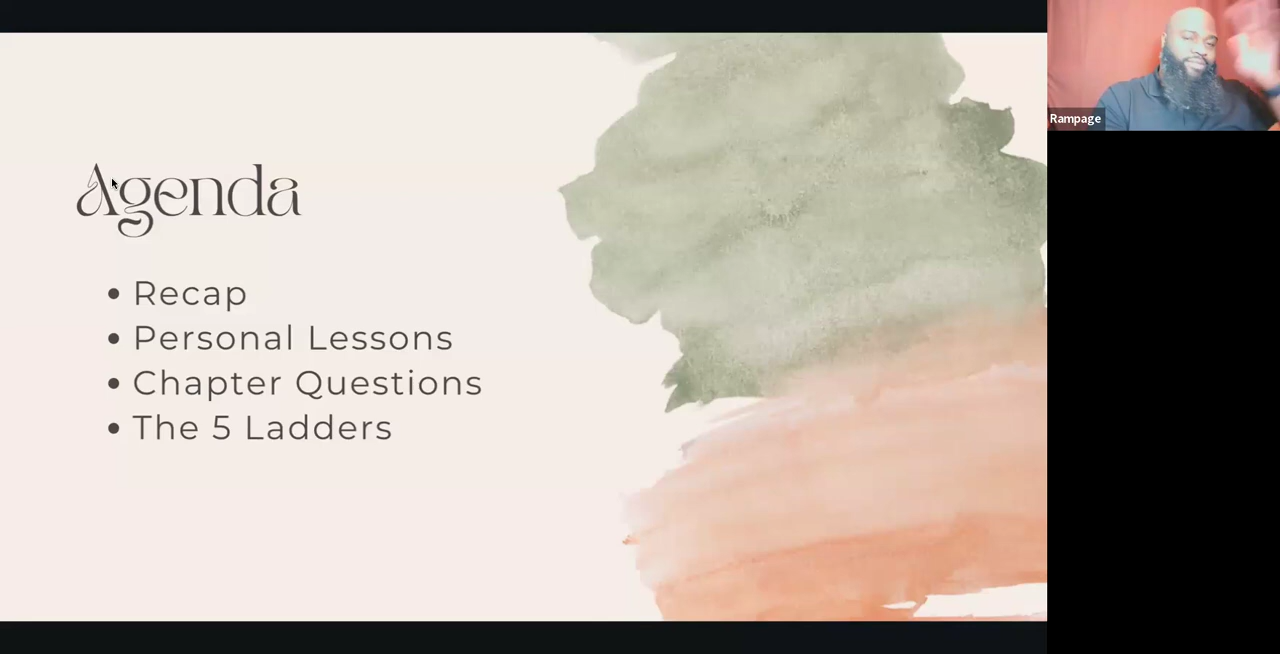 Agenda
• Recap
• Personal Lessons
• Chapter Questions
• The 5 Ladders
Rampage